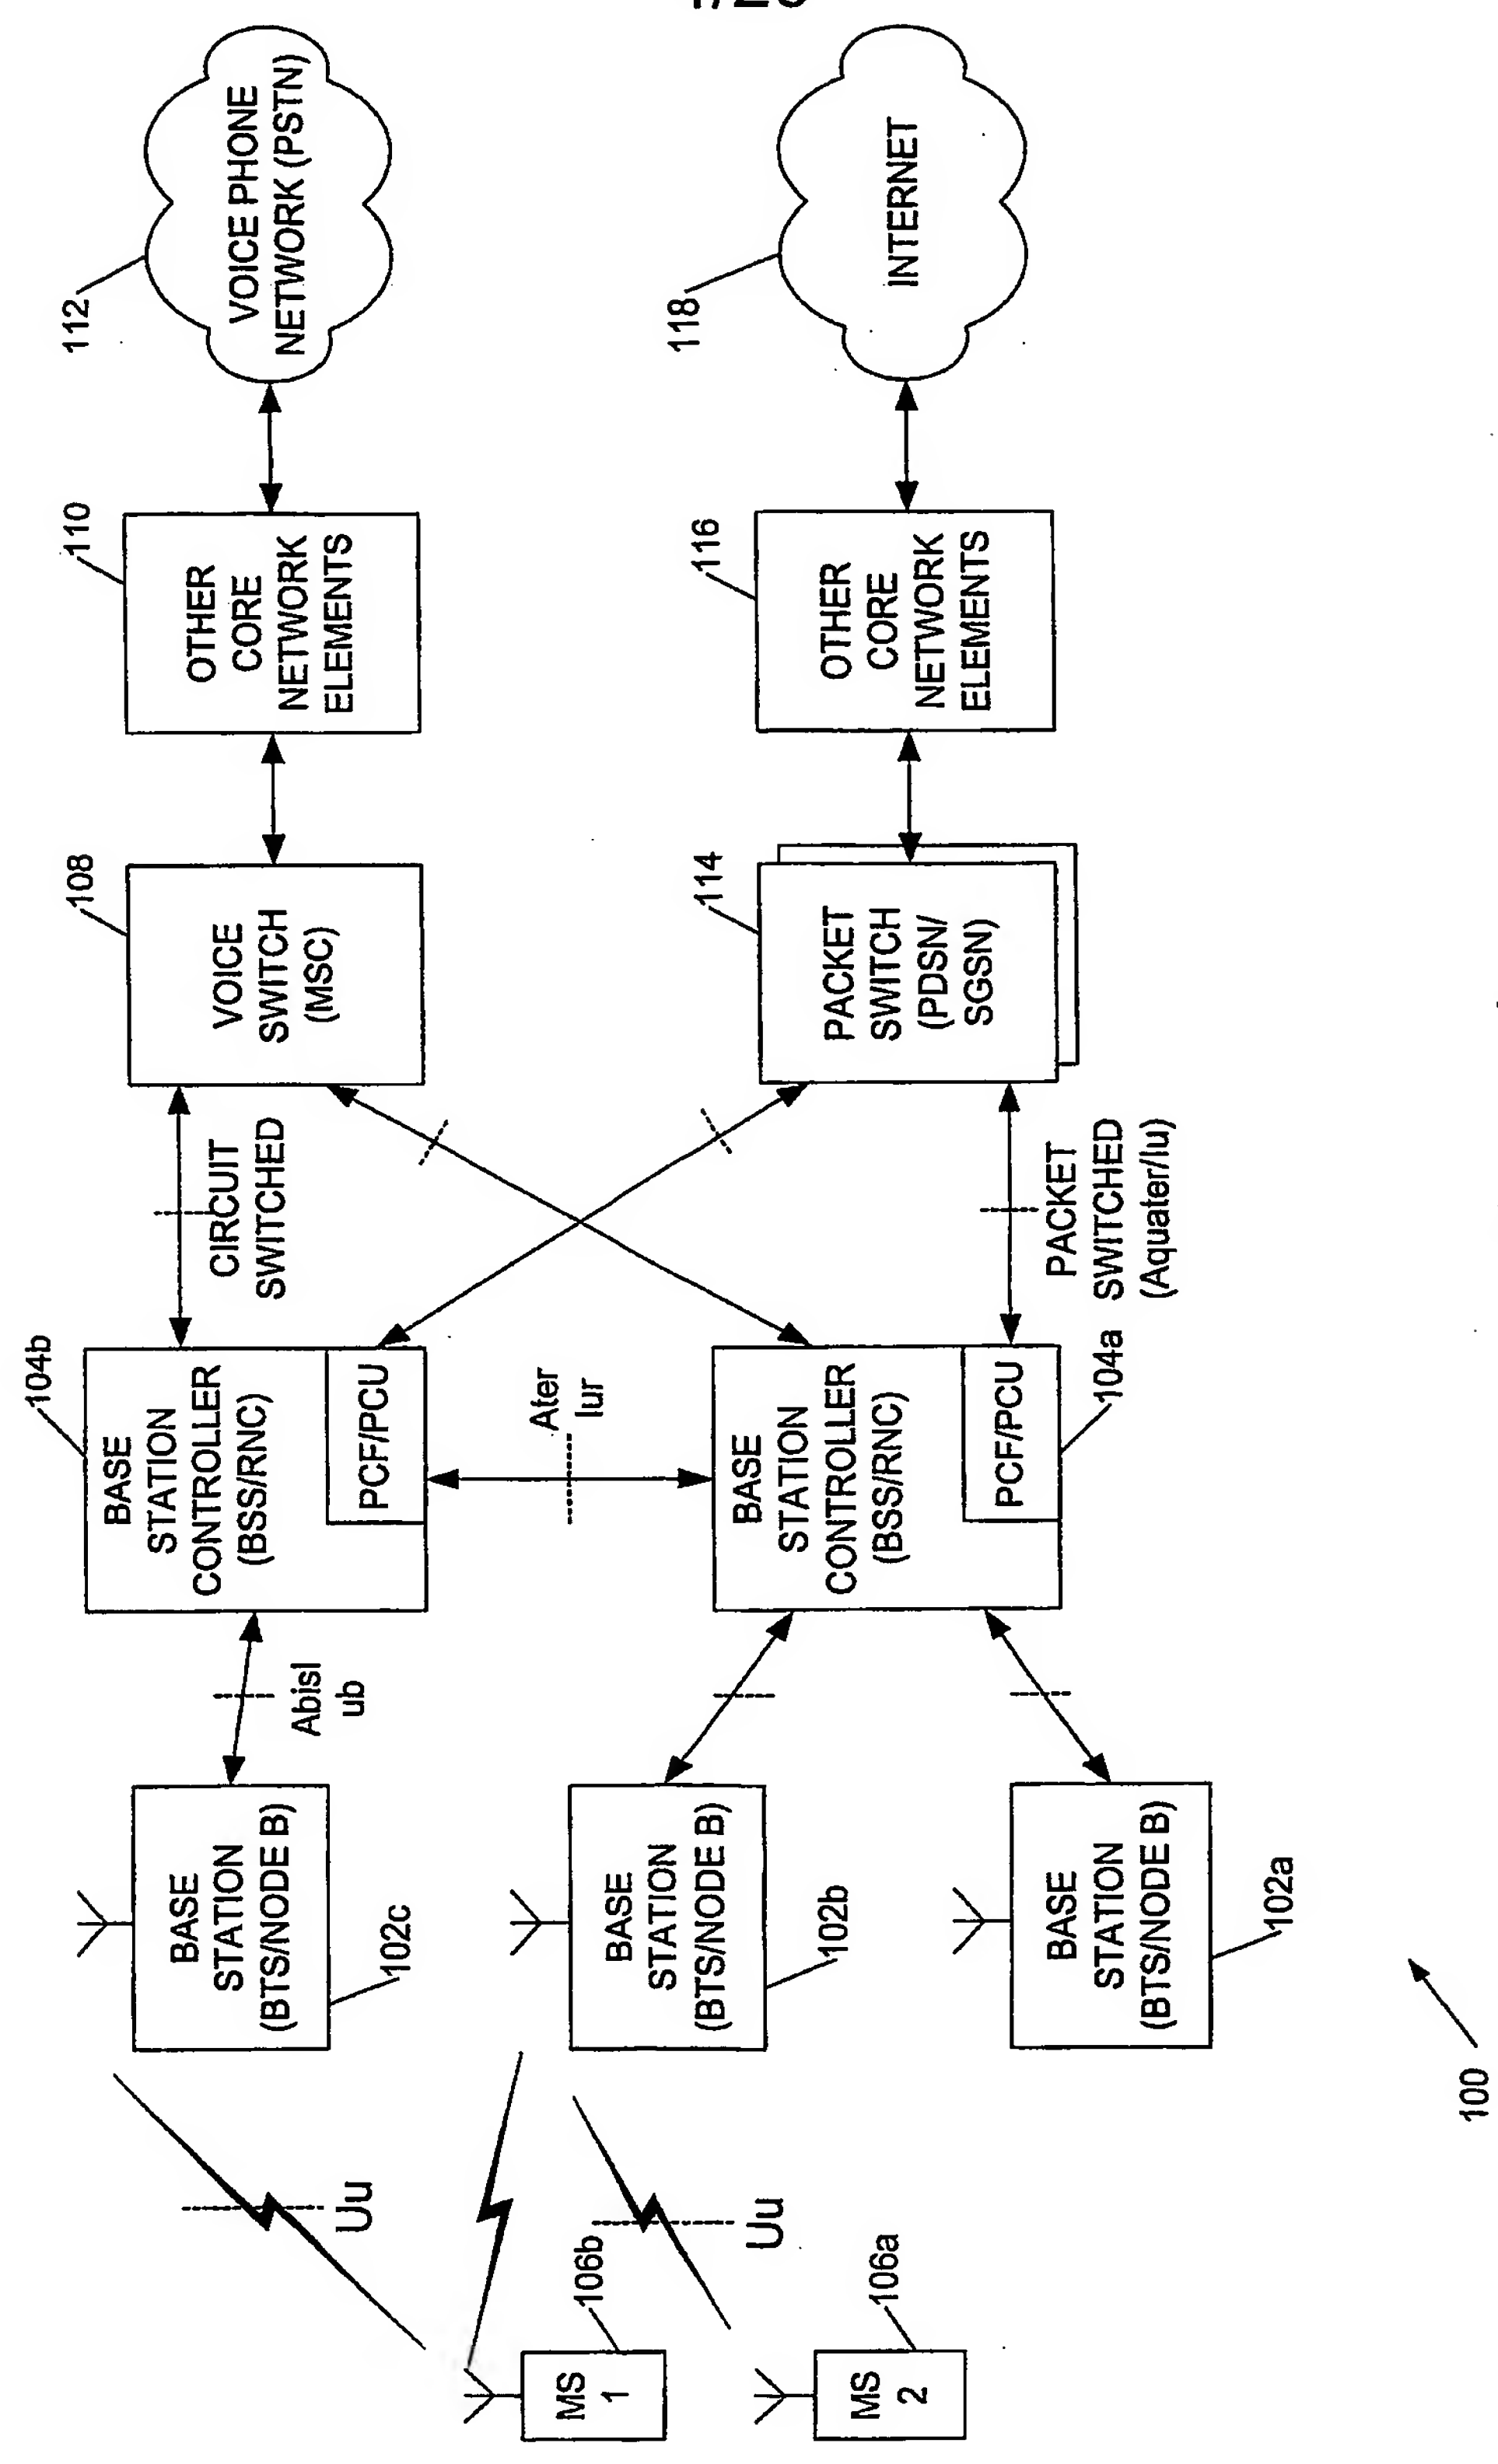 112
VOICE PHONE
NETWORK (PSTN)
118
INTERNET
110
OTHER
CORE
NETWORK
ELEMENTS
116
OTHER
CORE
NETWORK
ELEMENTS
108
VOICE
SWITCH
(MSC)
114
PACKET
SWITCH
(PDSN/
SGSN)
CIRCUIT
SWITCHED
PACKET
SWITCHED
(Aquater/Iu)
104b
BASE
STATION
CONTROLLER
(BSS/RNC)
PCF/PCU
Ater
Iur
BASE
STATION
CONTROLLER
(BSS/RNC)
PCF/PCU
104a
Abisl
ub
BASE
STATION
(BTS/NODE B)
102c
BASE
STATION
(BTS/NODE B)
102b
BASE
STATION
(BTS/NODE B)
102a
Uu
Uu
MS
1
106b
MS
2
106a
100